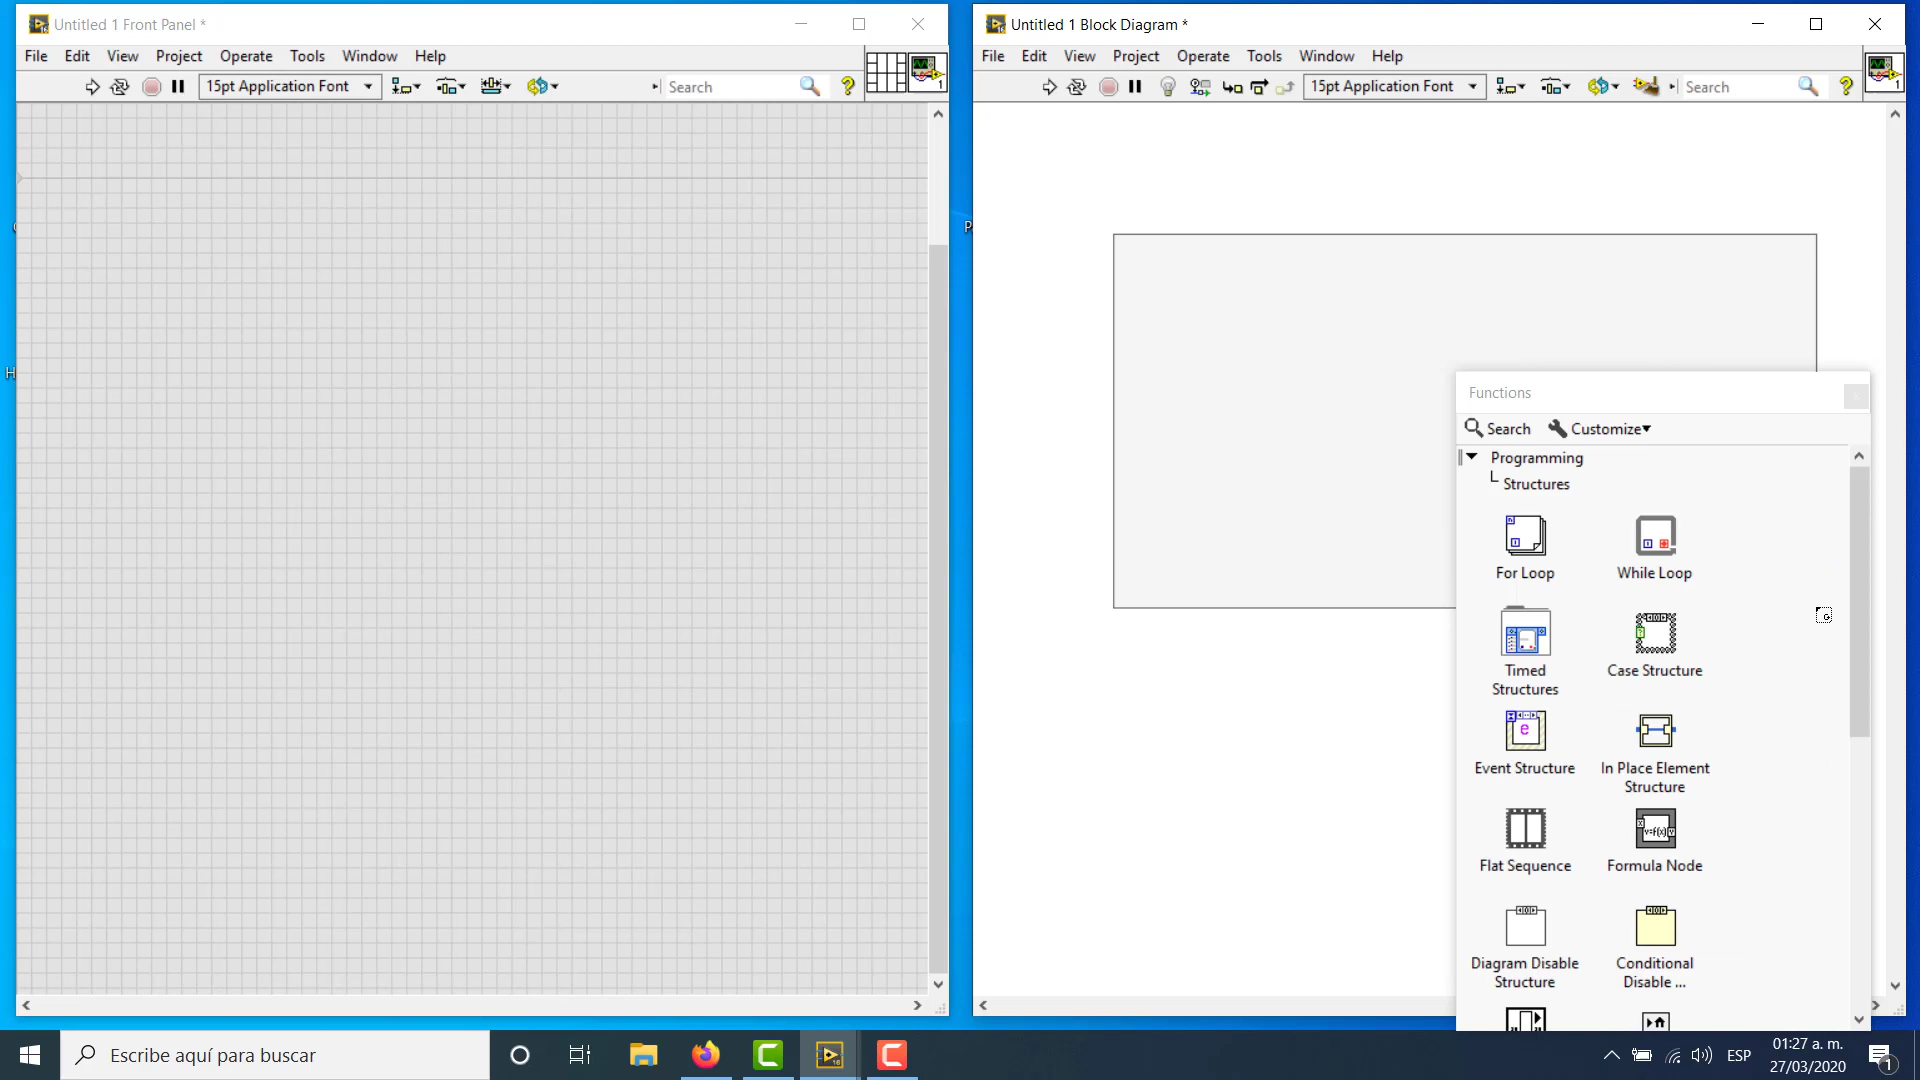 Untitled 1 Front Panel *
File Edit View Project Operate Tools Window Help
15pt Application Font
Search
Untitled 1 Block Diagram *
File Edit View Project Operate Tools Window Help
15pt Application Font
Search
Functions
Search Customize
Programming
Structures
For Loop
While Loop
Timed
Structures
Case Structure
Event Structure
In Place Element
Structure
Flat Sequence
Formula Node
Diagram Disable
Structure
Conditional
Disable ...
Escribe aquí para buscar
ESP
01:27 a. m.
27/03/2020
1